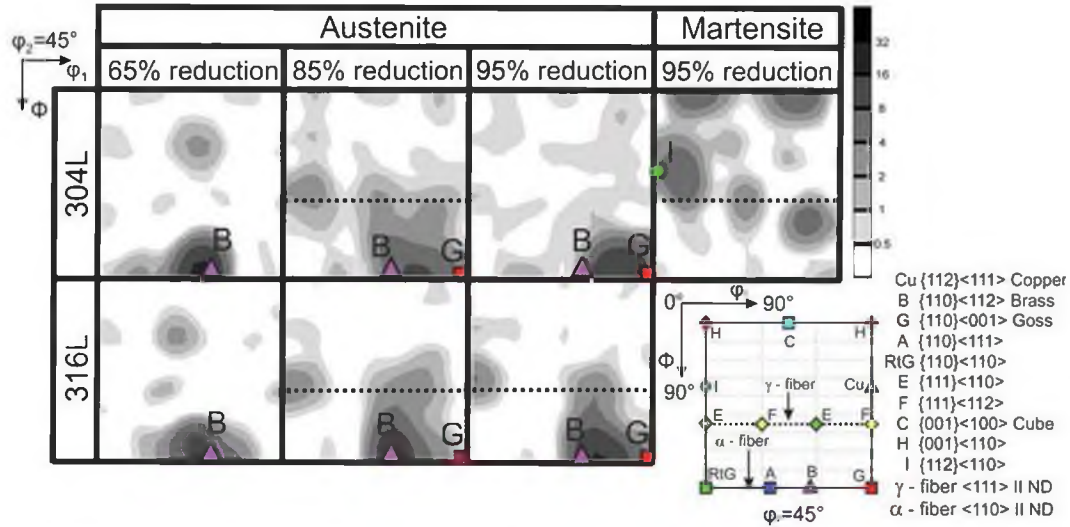 Austenite Martensite
φ₂=45°
φ₁ 65% reduction 85% reduction 95% reduction 95% reduction
Φ
304L
I
B B G B G
316L
B B G B G
32
16
8
4
2
1
0.5
0 φ 90°
Φ
90°
H C H
I Cu
γ - fiber
E F E F
α - fiber
RtG A B G
φ =45°
Cu {112}<111> Copper
B {110}<112> Brass
G {110}<001> Goss
A {110}<111>
RtG {110}<110>
E {111}<110>
F {111}<112>
C {001}<100> Cube
H {001}<110>
I {112}<110>
γ - fiber <111> II ND
α - fiber <110> II ND